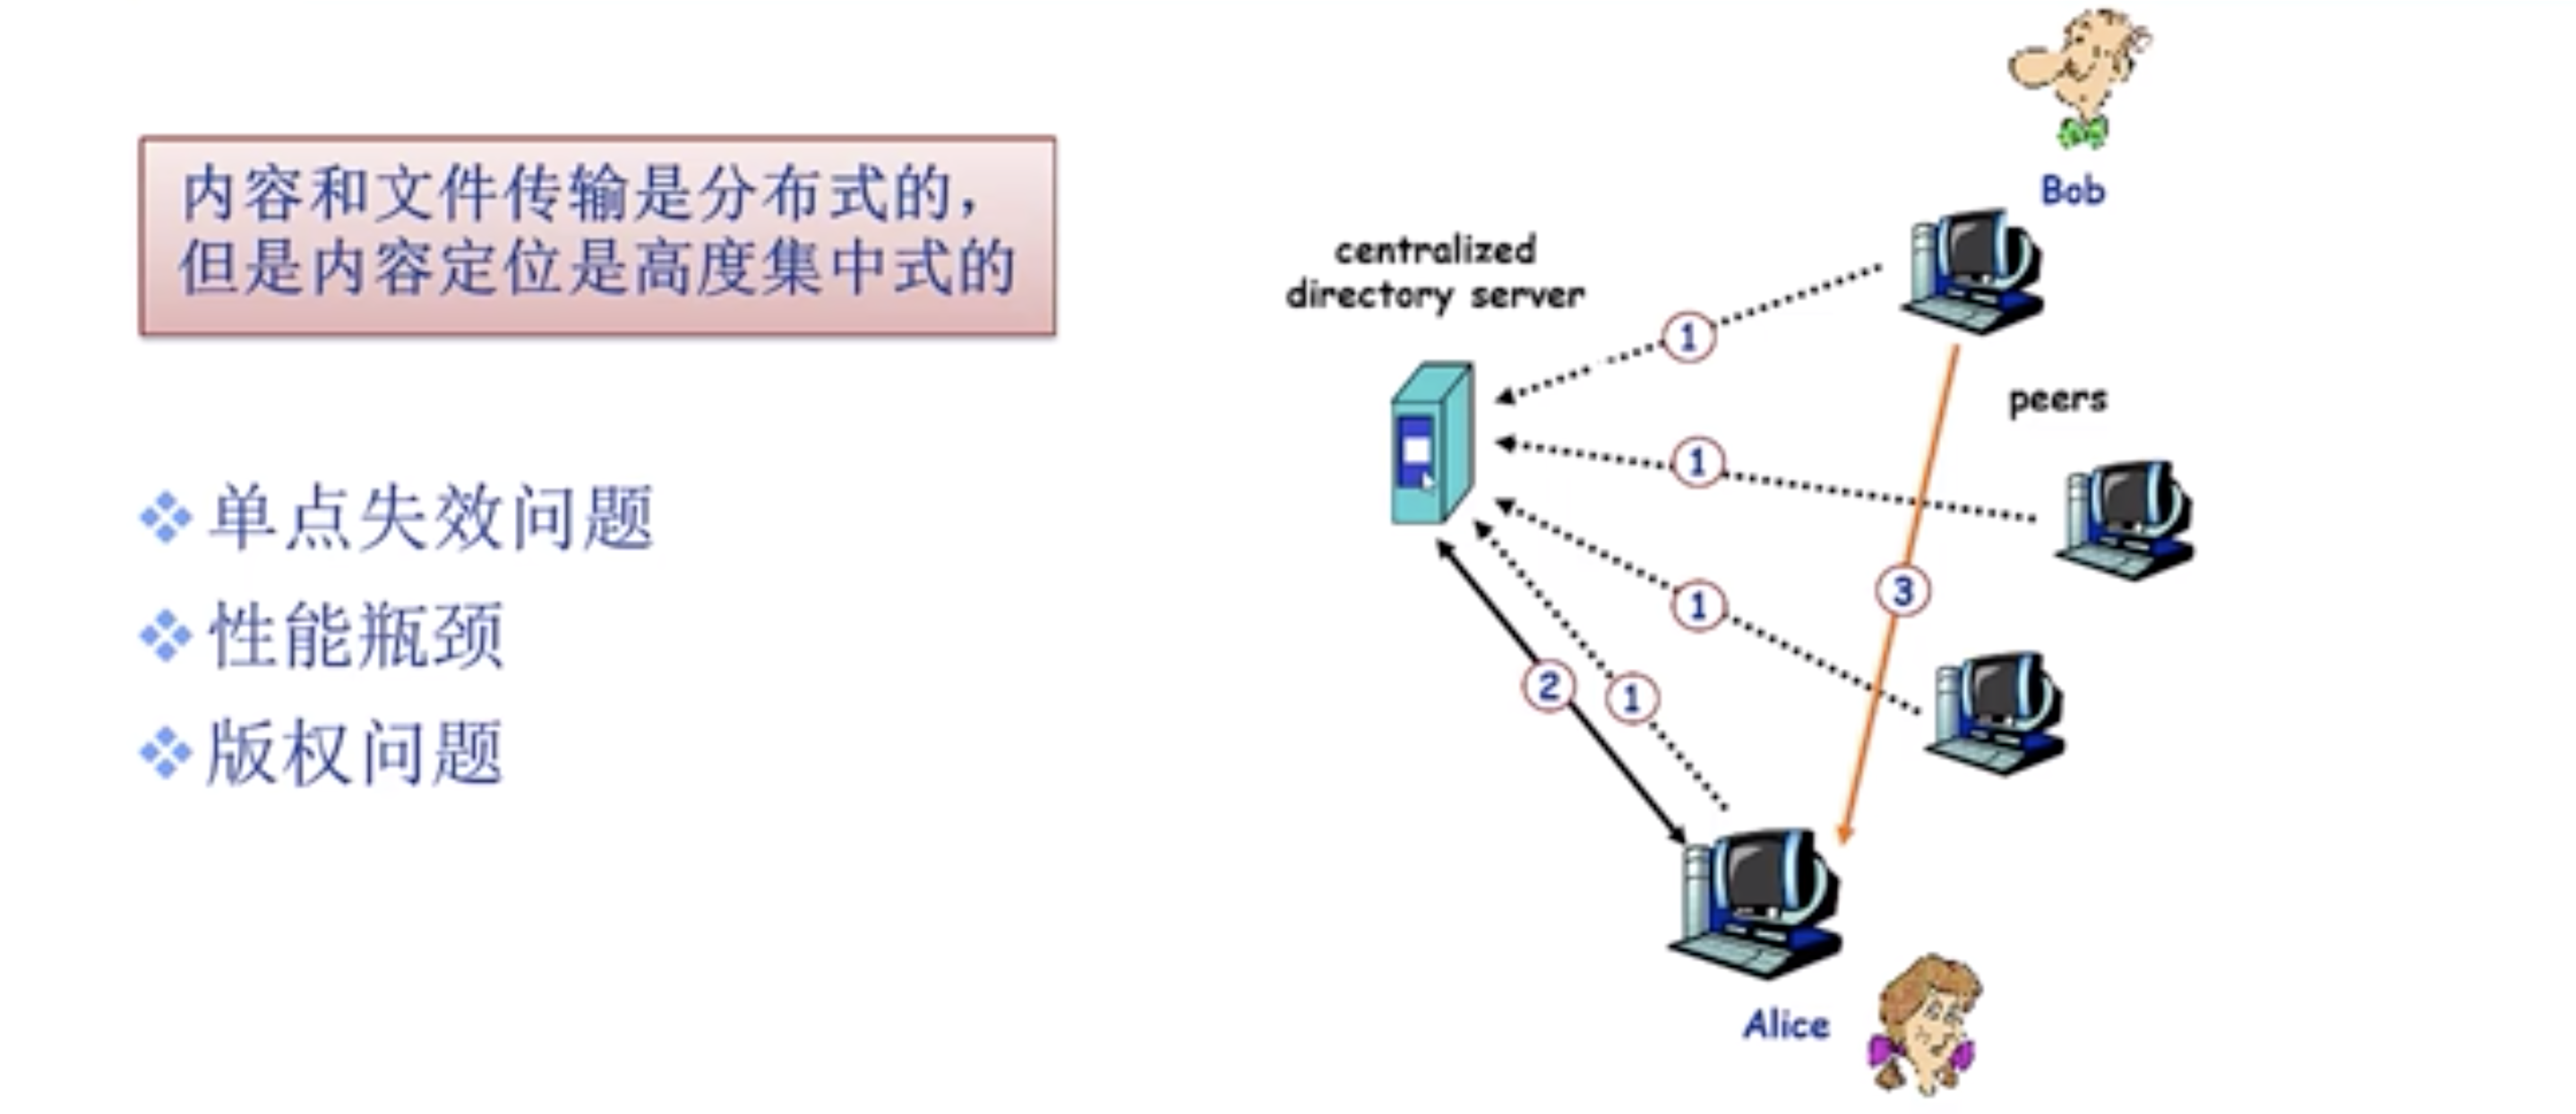 内容和文件传输是分布式的，
但是内容定位是高度集中式的
单点失效问题
性能瓶颈
版权问题
Bob
centralized
directory server
1
peers
1
3
1
2
1
Alice